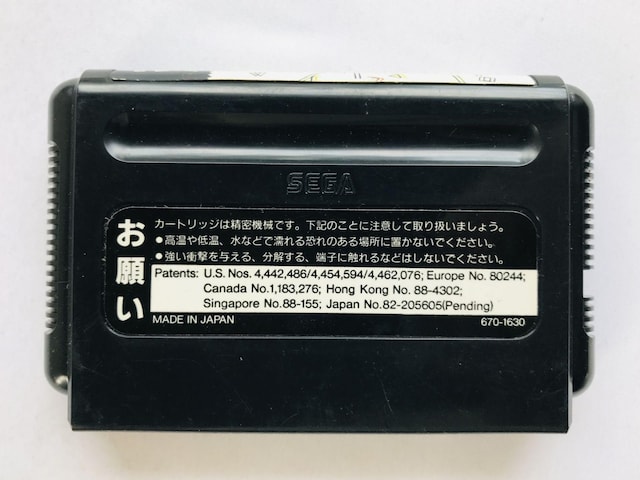 SEGA
お願い
カートリッジは精密機械です。下記のことに注意して取り扱いましょう。
●高温や低温、水などで濡れる恐れのある場所に置かないでください。
●強い衝撃を与える、分解する、端子に触れるなどはしないでください。
Patents: U.S. Nos. 4,442,486/4,454,594/4,462,076; Europe No. 80244;
Canada No.1,183,276; Hong Kong No. 88-4302;
Singapore No.88-155; Japan No.82-205605(Pending)
MADE IN JAPAN 670-1630